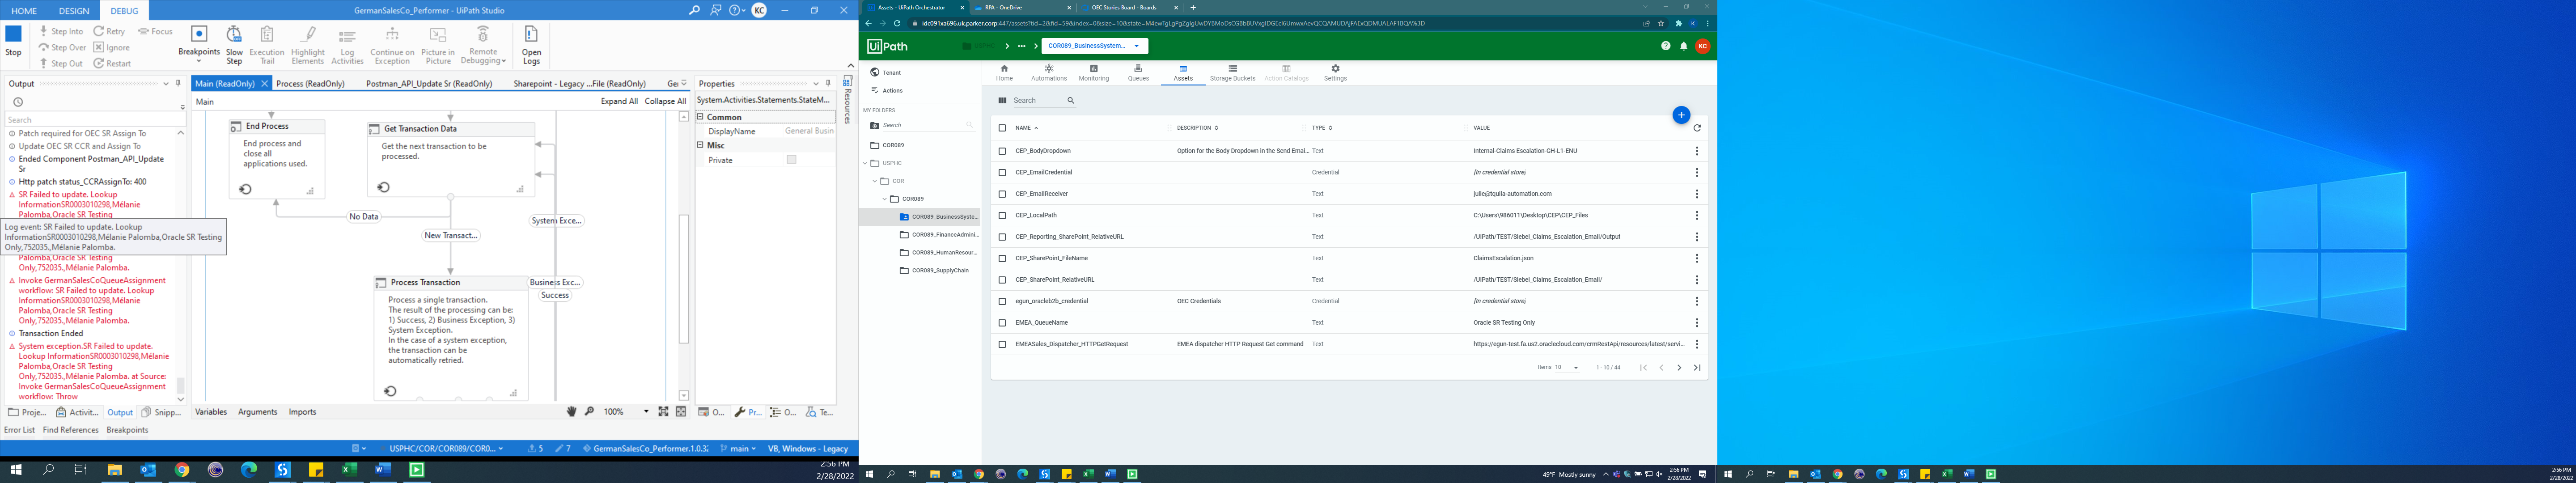 HOME DESIGN DEBUG
GermanSalesCo_Performer - UiPath Studio
KC
Stop
Step Into
Step Over
Step Out
Retry
Ignore
Restart
Focus
Breakpoints
Slow Step
Execution Trail
Highlight Elements
Log Activities
Continue on Exception
Picture in Picture
Remote Debugging
Open Logs
Output
Search
Patch required for OEC SR Assign To
Update OEC SR CCR and Assign To
Ended Component Postman_API_Update
Sr
Http patch status_CCRAssignTo: 400
SR Failed to update. Lookup
InformationSR0003010298,Mélanie
Palomba,Oracle SR Testing
Log event: SR Failed to update. Lookup
InformationSR0003010298,Mélanie Palomba,Oracle SR Testing
Only,752035.,Mélanie Palomba.
Palomba,Oracle SR Testing
Only,752035.,Mélanie Palomba.
Invoke GermanSalesCoQueueAssignment
workflow: SR Failed to update. Lookup
InformationSR0003010298,Mélanie
Palomba,Oracle SR Testing
Only,752035.,Mélanie Palomba.
Transaction Ended
System exception.SR Failed to update.
Lookup InformationSR0003010298,Mélanie
Palomba,Oracle SR Testing
Only,752035.,Mélanie Palomba. at Source:
Invoke GermanSalesCoQueueAssignment
workflow: Throw
Proje... Activit... Output Snipp...
Error List Find References Breakpoints
Main (ReadOnly) Process (ReadOnly) Postman_API_Update Sr (ReadOnly) Sharepoint - Legacy ...File (ReadOnly) Ge
Main
Expand All Collapse All
End Process
End process and
close all
applications used.
Get Transaction Data
Get the next transaction to be
processed.
No Data
New Transact...
System Exce...
Business Exc...
Success
Process Transaction
Process a single transaction.
The result of the processing can be:
1) Success, 2) Business Exception, 3)
System Exception.
In the case of a system exception,
the transaction can be
automatically retried.
Variables Arguments Imports
100%
Properties
System.Activities.Statements.StateM...
Common
DisplayName General Busin
Misc
Private
Resources
O... Pr... O... Te...
USPHC/COR/COR089/COR0... 5 7 GermanSalesCo_Performer.1.0.32 main VB, Windows - Legacy
2:56 PM
2/28/2022
Assets - UiPath Orchestrator
RPA - OneDrive
OEC Stories Board - Boards
UiPath
USPHC
COR089_BusinessSystem...
KC
Tenant
Actions
MY FOLDERS
Search
COR089
USPHC
COR
COR089
COR089_BusinessSyste...
COR089_FinanceAdmini...
COR089_HumanResour...
COR089_SupplyChain
Home Automations Monitoring Queues Assets Storage Buckets Action Catalogs Settings
Search
NAME DESCRIPTION TYPE VALUE
CEP_BodyDropdown Option for the Body Dropdown in the Send Emai... Text Internal-Claims Escalation-GH-L1-ENU
CEP_EmailCredential Credential [in credential store]
CEP_EmailReceiver Text julie@tquila-automation.com
CEP_LocalPath Text C:\Users\986011\Desktop\CEP\CEP_Files
CEP_Reporting_SharePoint_RelativeURL Text /UIPath/TEST/Siebel_Claims_Escalation_Email/Output
CEP_SharePoint_FileName Text ClaimsEscalation.json
CEP_SharePoint_RelativeURL Text /UIPath/TEST/Siebel_Claims_Escalation_Email/
egun_oracleb2b_credential OEC Credentials Credential [in credential store]
EMEA_QueueName Text Oracle SR Testing Only
EMEASales_Dispatcher_HTTPGetRequest EMEA dispatcher HTTP Request Get command Text https://egun-test.fa.us2.oraclecloud.com/crmRestApi/resources/latest/servi...
Items 10 1 - 10 / 44
49°F Mostly sunny
2:56 PM
2/28/2022
2:56 PM
2/28/2022